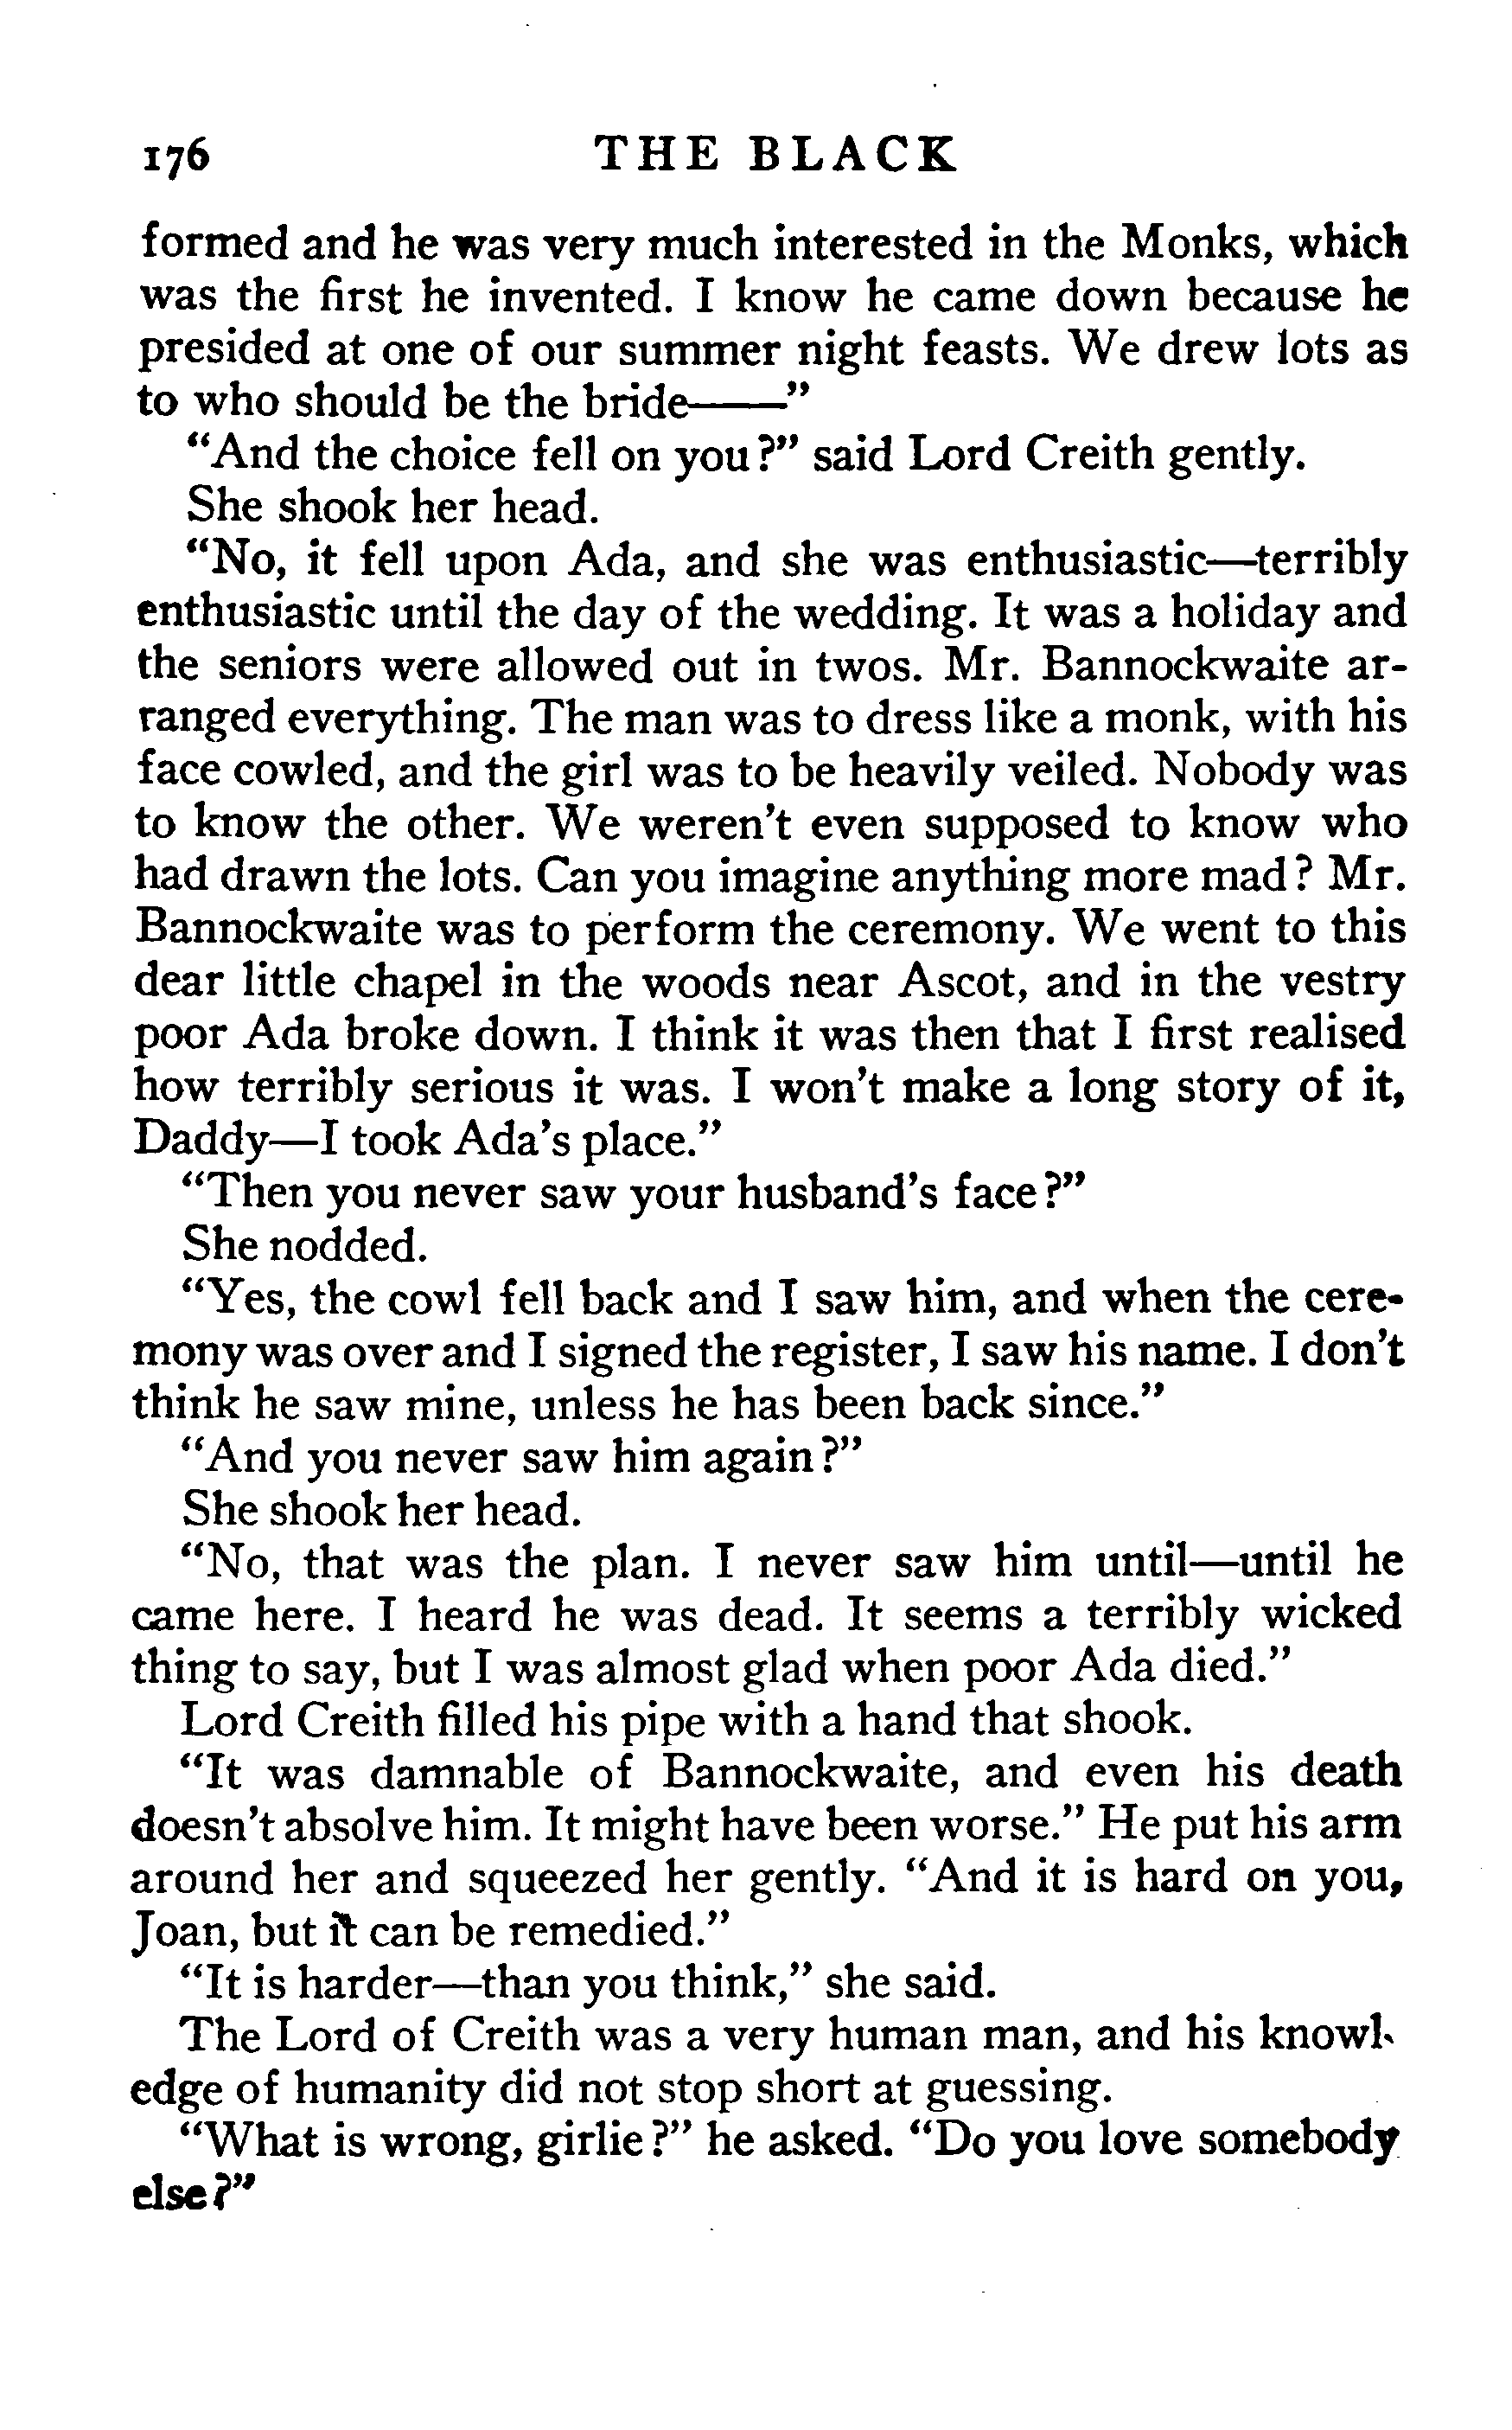 176 THE BLACK
formed and he was very much interested in the Monks, which
was the first he invented. I know he came down because he
presided at one of our summer night feasts. We drew lots as
to who should be the bride——"
"And the choice fell on you?" said Lord Creith gently.
She shook her head.
"No, it fell upon Ada, and she was enthusiastic—terribly
enthusiastic until the day of the wedding. It was a holiday and
the seniors were allowed out in twos. Mr. Bannockwaite ar-
ranged everything. The man was to dress like a monk, with his
face cowled, and the girl was to be heavily veiled. Nobody was
to know the other. We weren't even supposed to know who
had drawn the lots. Can you imagine anything more mad? Mr.
Bannockwaite was to perform the ceremony. We went to this
dear little chapel in the woods near Ascot, and in the vestry
poor Ada broke down. I think it was then that I first realised
how terribly serious it was. I won't make a long story of it,
Daddy—I took Ada's place."
"Then you never saw your husband's face?"
She nodded.
"Yes, the cowl fell back and I saw him, and when the cere-
mony was over and I signed the register, I saw his name. I don't
think he saw mine, unless he has been back since."
"And you never saw him again?"
She shook her head.
"No, that was the plan. I never saw him until—until he
came here. I heard he was dead. It seems a terribly wicked
thing to say, but I was almost glad when poor Ada died."
Lord Creith filled his pipe with a hand that shook.
"It was damnable of Bannockwaite, and even his death
doesn't absolve him. It might have been worse." He put his arm
around her and squeezed her gently. "And it is hard on you,
Joan, but it can be remedied."
"It is harder—than you think," she said.
The Lord of Creith was a very human man, and his knowl-
edge of humanity did not stop short at guessing.
"What is wrong, girlie?" he asked. "Do you love somebody
else?"